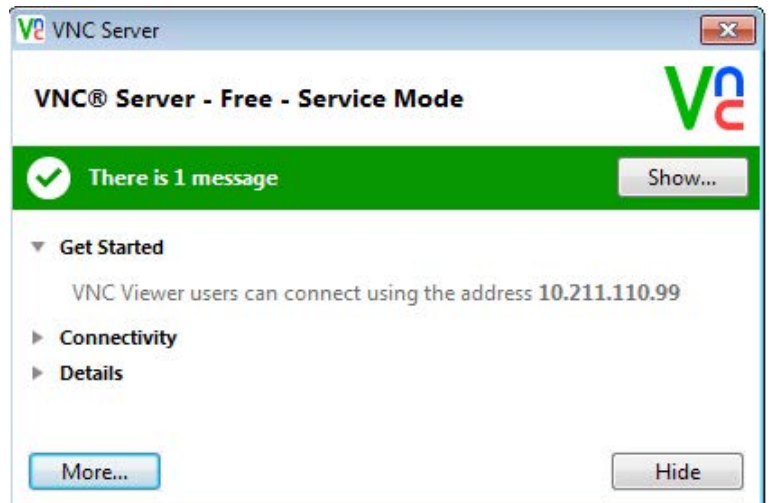 VNC Server
VNC® Server - Free - Service Mode
There is 1 message
Show...
Get Started
VNC Viewer users can connect using the address 10.211.110.99
Connectivity
Details
More...
Hide